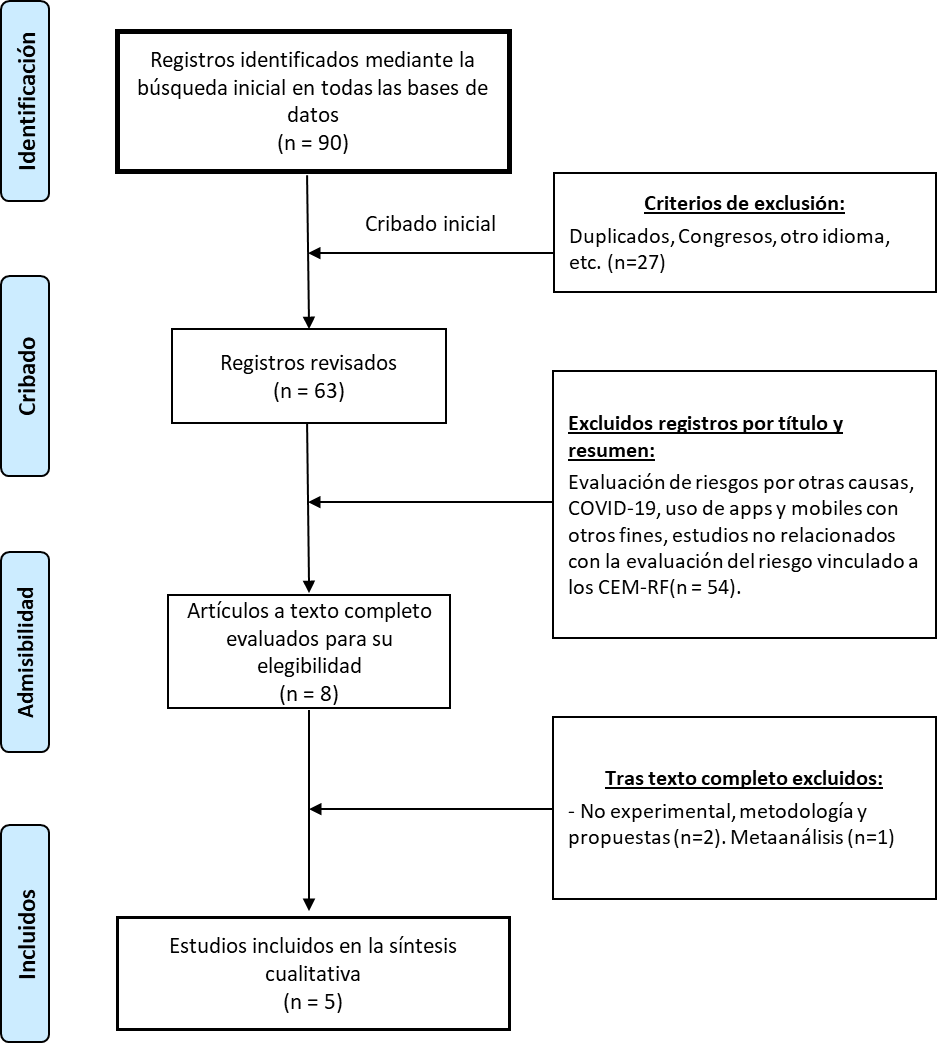 Identificación
Registros identificados mediante la
búsqueda inicial en todas las bases de
datos
(n = 90)
Criterios de exclusión:
Duplicados, Congresos, otro idioma,
etc. (n=27)
Cribado inicial
Cribado
Registros revisados
(n = 63)
Excluidos registros por título y
resumen:
Evaluación de riesgos por otras causas,
COVID-19, uso de apps y mobiles con
otros fines, estudios no relacionados
con la evaluación del riesgo vinculado a
los CEM-RF(n = 54).
Admisibilidad
Artículos a texto completo
evaluados para su
elegibilidad
(n = 8)
Tras texto completo excluidos:
- No experimental, metodología y
propuestas (n=2). Metaanálisis (n=1)
Incluidos
Estudios incluidos en la síntesis
cualitativa
(n = 5)